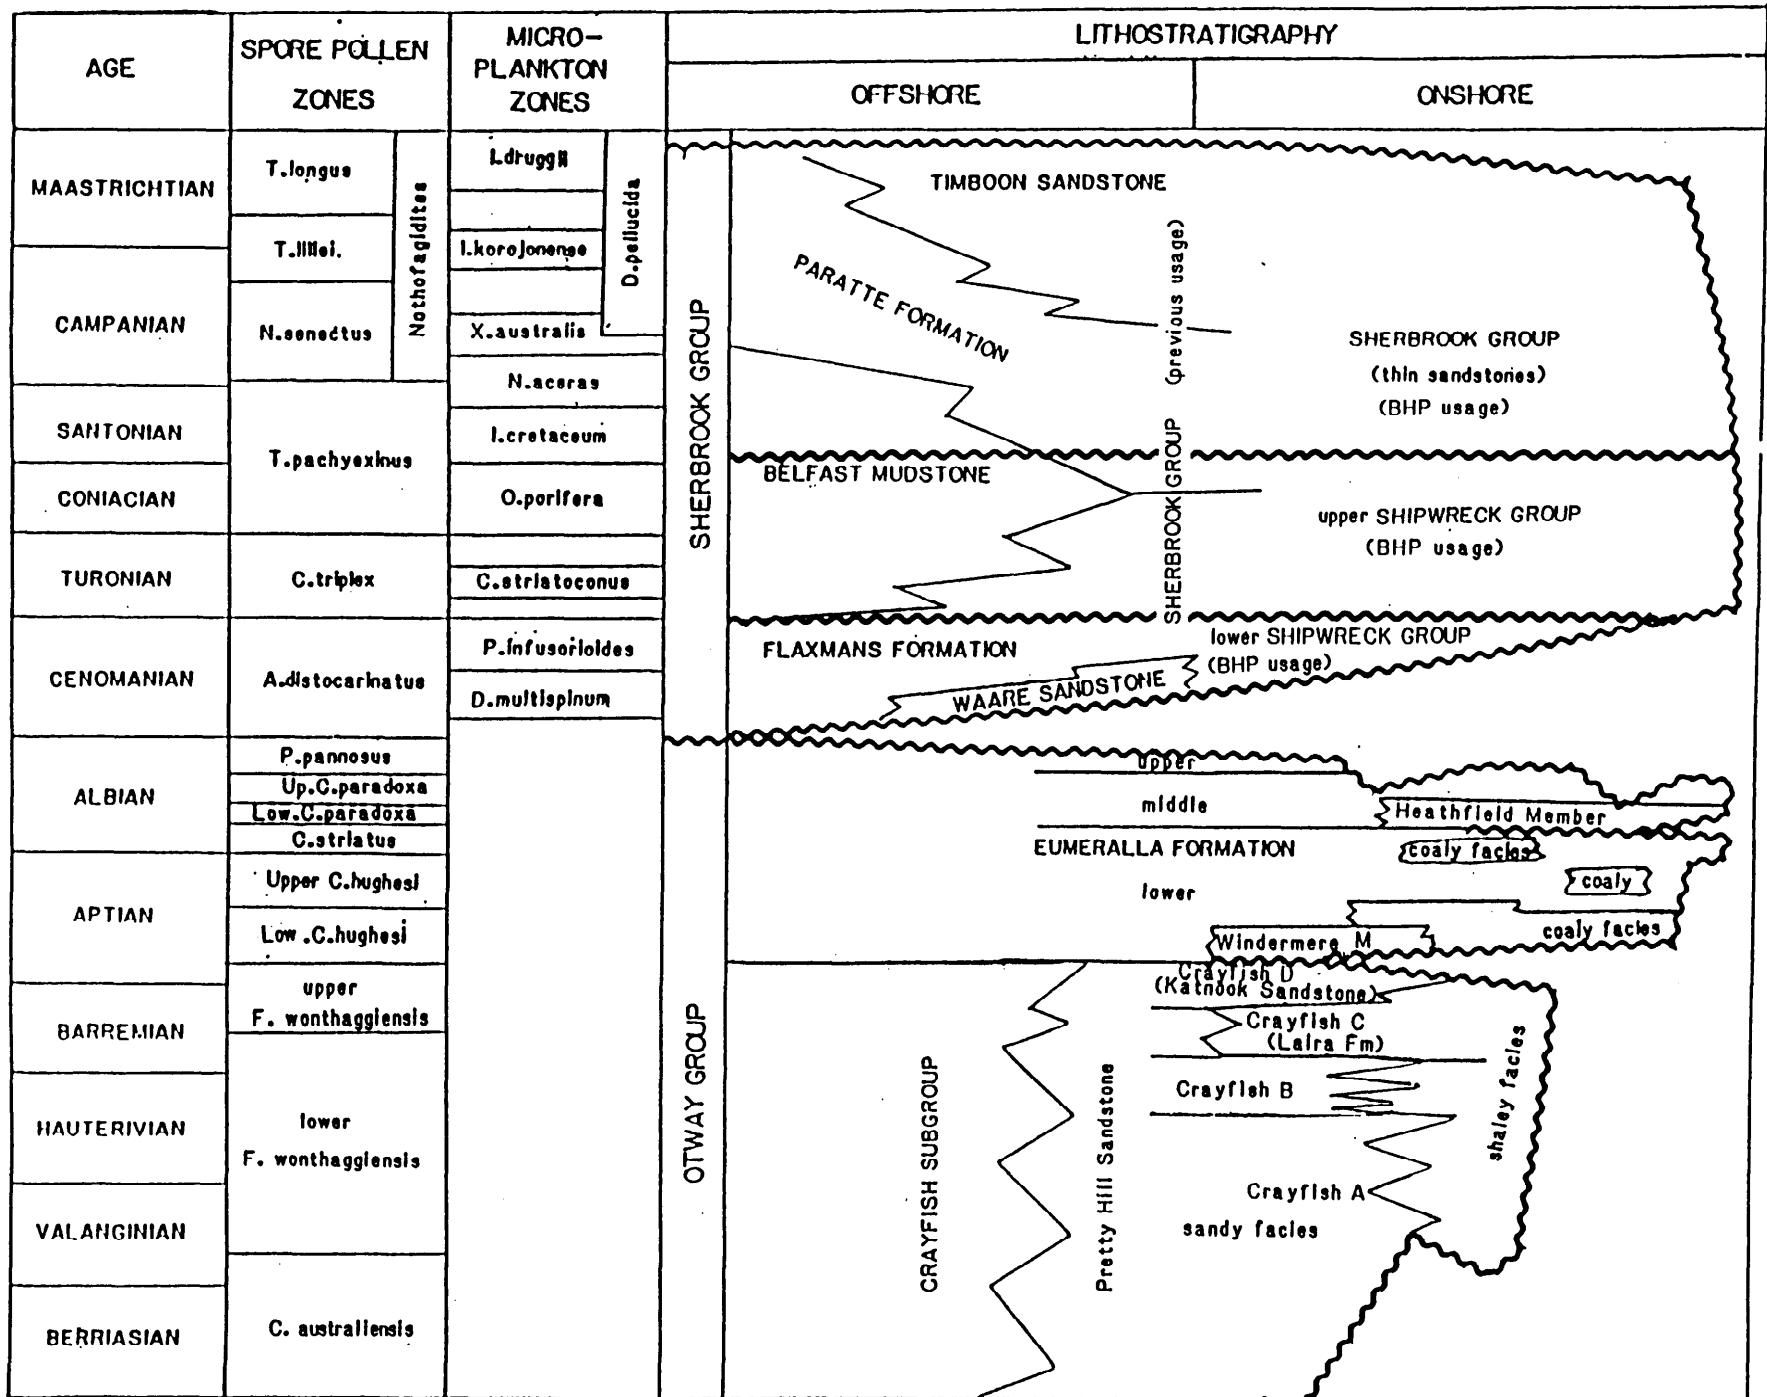 AGE
SPORE POLLEN
ZONES
MICRO-
PLANKTON
ZONES
LITHOSTRATIGRAPHY
OFFSHORE
ONSHORE
MAASTRICHTIAN
CAMPANIAN
SANTONIAN
CONIACIAN
TURONIAN
CENOMANIAN
ALBIAN
APTIAN
BARREMIAN
HAUTERIVIAN
VALANGINIAN
BERRIASIAN
T.longus
T.lillei.
N.senectus
Nothofagidites
T.pachyexinus
C.triplex
A.distocarinatus
P.pannosus
Up.C.paradoxa
Low.C.paradoxa
C.striatus
Upper C.hughesi
Low.C.hughesi
upper
F. wonthaggiensis
lower
F. wonthaggiensis
C. australiensis
I.druggii
I.korojonense
X.australis
D.pellucida
N.aceras
I.cretaceum
O.porifera
C.striatoconus
P.infusorioides
D.multispinum
SHERBROOK GROUP
OTWAY GROUP
TIMBOON SANDSTONE
PARATTE FORMATION
SHERBROOK GROUP (previous usage)
SHERBROOK GROUP
(thin sandstones)
(BHP usage)
BELFAST MUDSTONE
upper SHIPWRECK GROUP
(BHP usage)
FLAXMANS FORMATION
lower SHIPWRECK GROUP
(BHP usage)
WAARE SANDSTONE
upper
middle
Heathfield Member
EUMERALLA FORMATION
coaly facies
coaly
lower
coaly facies
Windermere M
Crayfish D
(Katnook Sandstone)
Crayfish C
(Laira Fm)
Crayfish B
Crayfish A
sandy facies
shaley facies
CRAYFISH SUBGROUP
Pretty Hill Sandstone